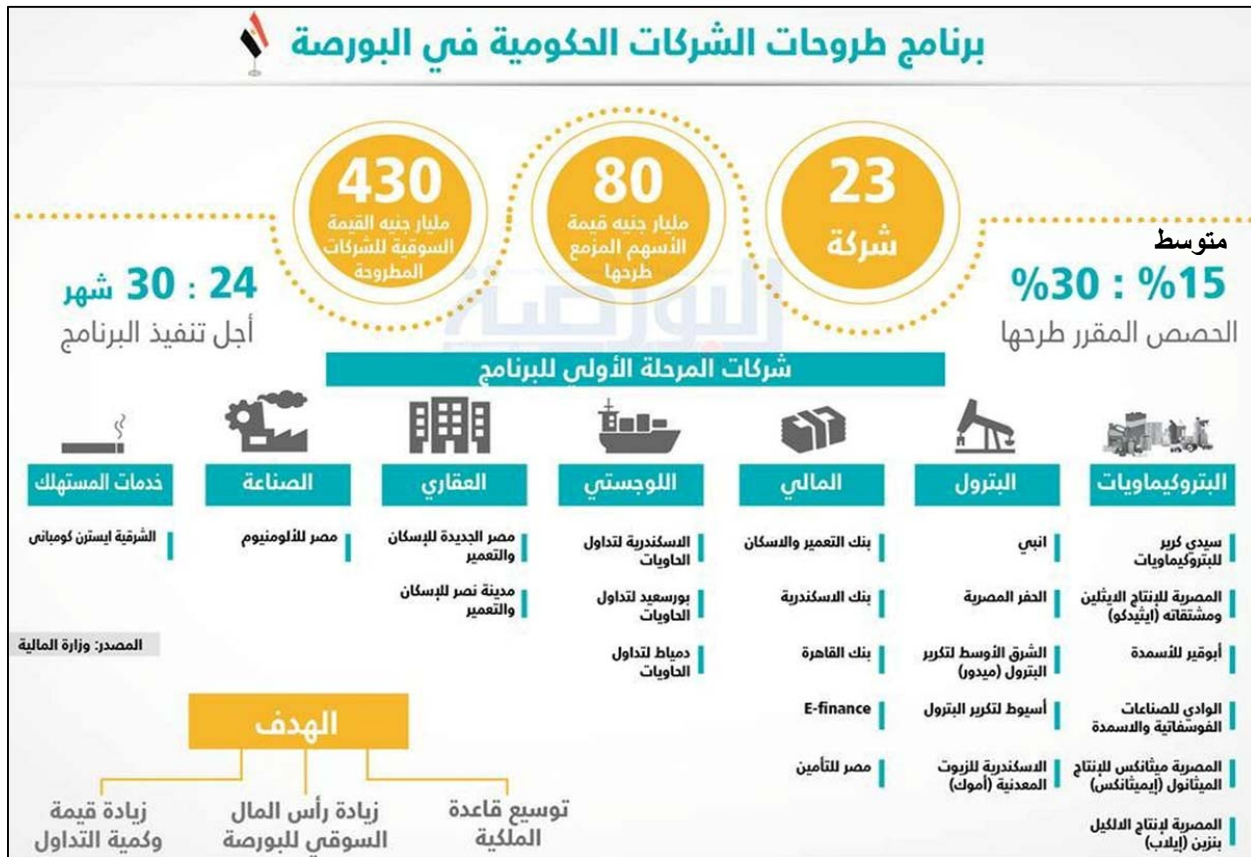 برنامج طروحات الشركات الحكومية في البورصة
23
شركة
80
مليار جنيه قيمة
الأسهم المزمع
طرحها
430
مليار جنيه القيمة
السوقية للشركات
المطروحة
متوسط
%15 : %30
الحصص المقرر طرحها
24 : 30 شهر
أجل تنفيذ البرنامج
البورصة
شركات المرحلة الأولي للبرنامج
البتروكيماويات
سيدي كرير
للبتروكيماويات
المصرية للإنتاج الايثلين
ومشتقاته (ايثيدكو)
أبوقير للأسمدة
الوادي للصناعات
الفوسفاتية والاسمدة
المصرية ميثانكس للإنتاج
الميثانول (إيميثانكس)
المصرية لإنتاج الالكيل
بنزين (إيلاب)
البترول
انبي
الحفر المصرية
الشرق الأوسط لتكرير
البترول (ميدور)
أسيوط لتكرير البترول
الاسكندرية للزيوت
المعدنية (أموك)
المالي
بنك التعمير والاسكان
بنك الاسكندرية
بنك القاهرة
E-finance
مصر للتأمين
اللوجستي
الاسكندرية لتداول
الحاويات
بورسعيد لتداول
الحاويات
دمياط لتداول
الحاويات
العقاري
مصر الجديدة للإسكان
والتعمير
مدينة نصر للإسكان
والتعمير
الصناعة
مصر للألومنيوم
خدمات المستهلك
الشرقية ايسترن كومبانى
المصدر: وزارة المالية
الهدف
توسيع قاعدة
الملكية
زيادة رأس المال
السوقي للبورصة
زيادة قيمة
وكمية التداول